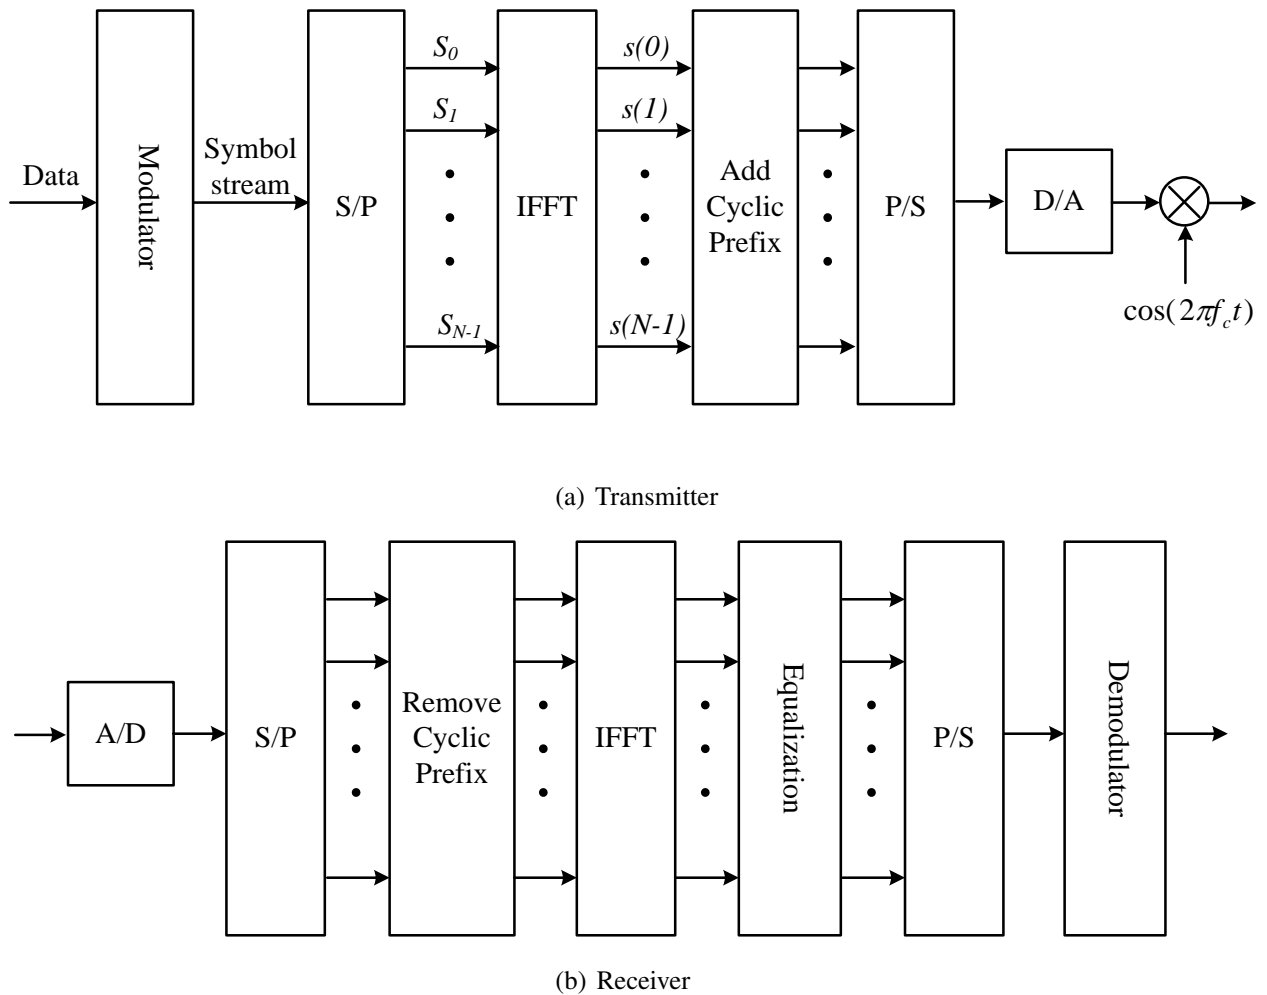 Data
Modulator
Symbol
stream
S/P
S0
S1
SN-1
IFFT
s(0)
s(1)
s(N-1)
Add
Cyclic
Prefix
P/S
D/A
cos(2πfct)
(a) Transmitter
A/D
S/P
Remove
Cyclic
Prefix
IFFT
Equalization
P/S
Demodulator
(b) Receiver